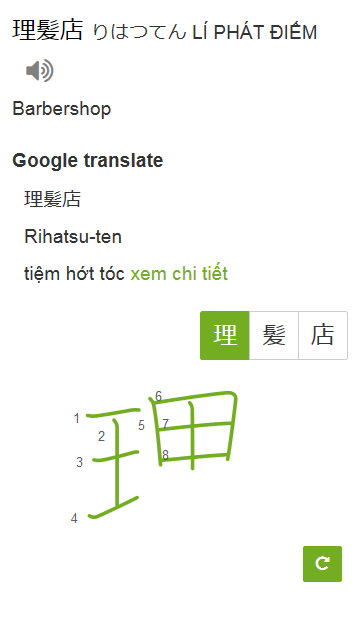 理髪店 りはつてん LÍ PHÁT ĐIẾM
Barbershop
Google translate
理髪店
Rihatsu-ten
tiệm hớt tóc xem chi tiết
理 髪 店
1
2
3
4
5
6
7
8